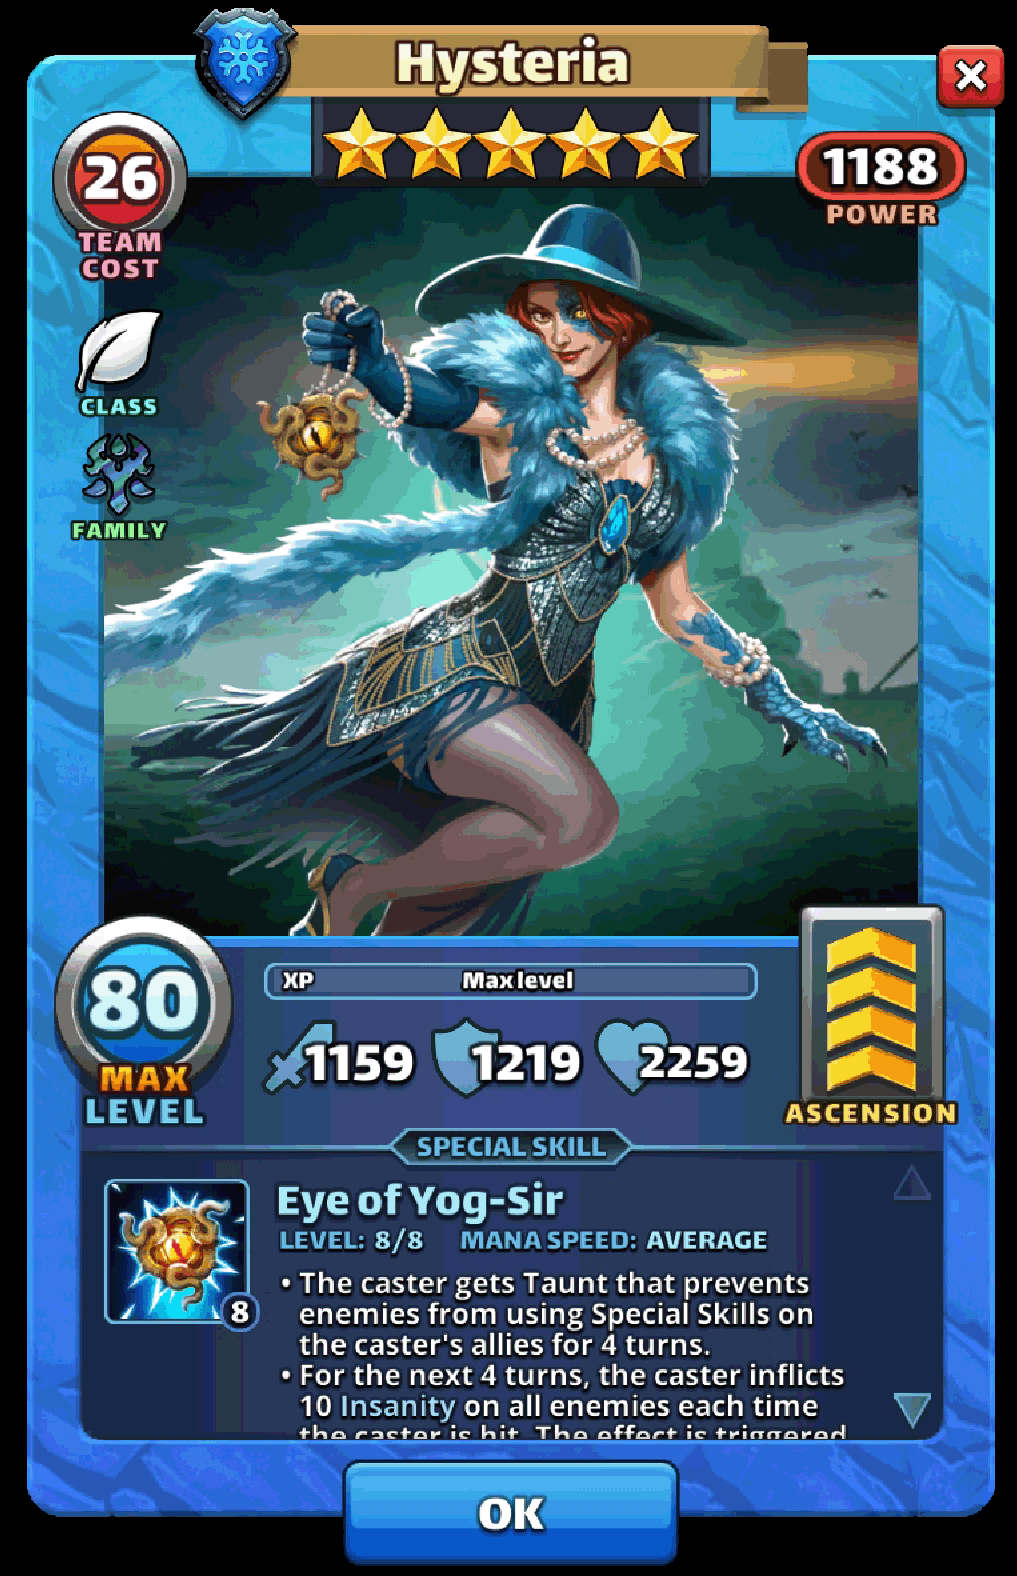 Hysteria
26
TEAM
COST
1188
POWER
CLASS
FAMILY
80
MAX
LEVEL
XP Max level
1159 1219 2259
ASCENSION
SPECIAL SKILL
Eye of Yog-Sir
LEVEL: 8/8 MANA SPEED: AVERAGE
8
• The caster gets Taunt that prevents
enemies from using Special Skills on
the caster's allies for 4 turns.
• For the next 4 turns, the caster inflicts
10 Insanity on all enemies each time
the caster is hit. The effect is triggered
OK